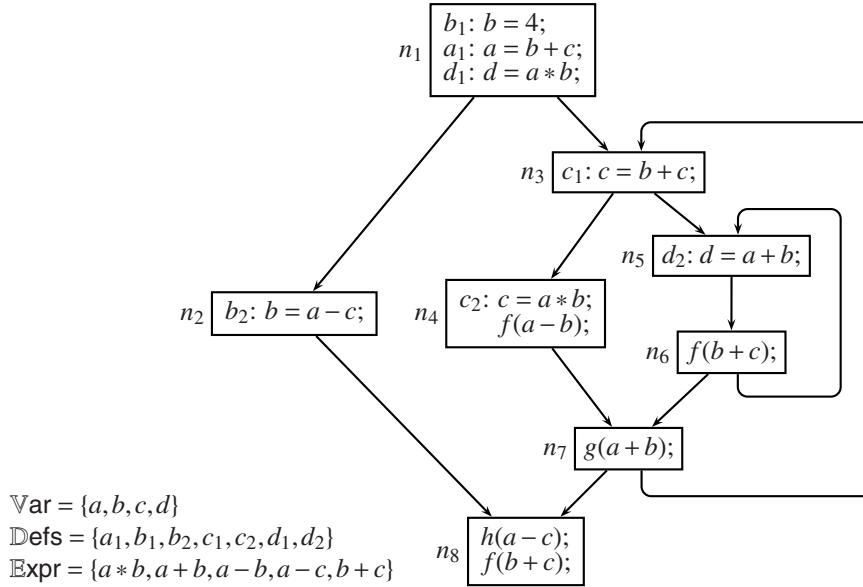 n₁
b₁: b = 4;
a₁: a = b + c;
d₁: d = a ∗ b;
n₃ c₁: c = b + c;
n₅ d₂: d = a + b;
n₂ b₂: b = a − c;
n₄
c₂: c = a ∗ b;
f(a − b);
n₆ f(b + c);
n₇ g(a + b);
n₈
h(a − c);
f(b + c);
𝕍ar = {a, b, c, d}
𝔻efs = {a₁, b₁, b₂, c₁, c₂, d₁, d₂}
𝔼xpr = {a ∗ b, a + b, a − b, a − c, b + c}